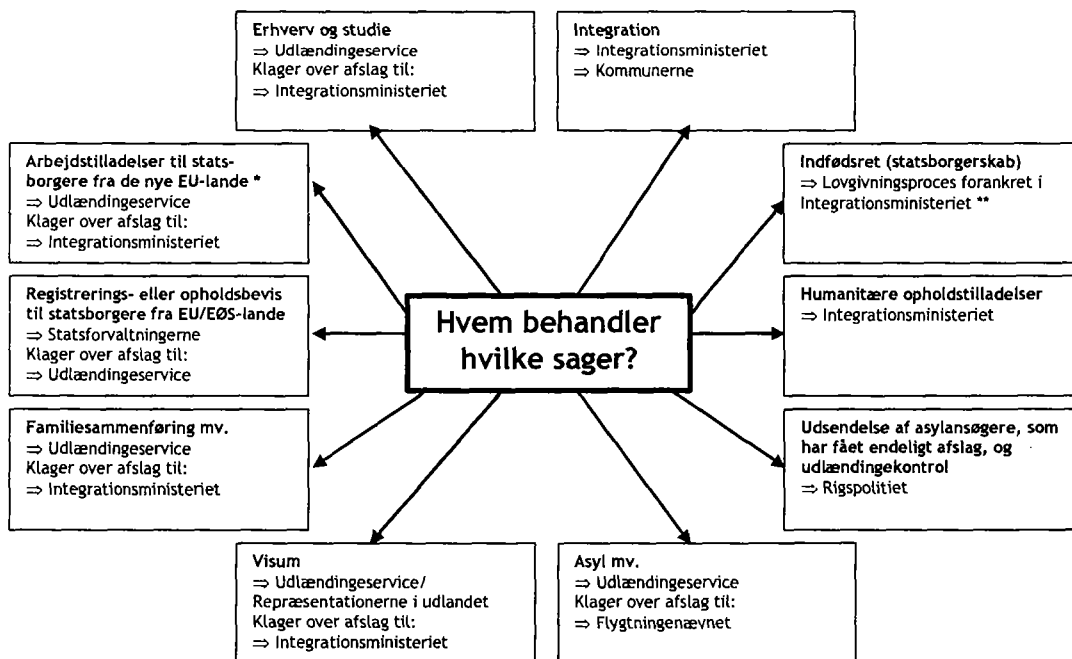 Erhverv og studie
⇒ Udlændingeservice
Klager over afslag til:
⇒ Integrationsministeriet
Integration
⇒ Integrationsministeriet
⇒ Kommunerne
Arbejdstilladelser til stats-
borgere fra de nye EU-lande *
⇒ Udlændingeservice
Klager over afslag til:
⇒ Integrationsministeriet
Indfødsret (statsborgerskab)
⇒ Lovgivningsproces forankret i
Integrationsministeriet **
Registrerings- eller opholdsbevis
til statsborgere fra EU/EØS-lande
⇒ Statsforvaltningerne
Klager over afslag til:
⇒ Udlændingeservice
Hvem behandler
hvilke sager?
Humanitære opholdstilladelser
⇒ Integrationsministeriet
Familiesammenføring mv.
⇒ Udlændingeservice
Klager over afslag til:
⇒ Integrationsministeriet
Udsendelse af asylansøgere, som
har fået endeligt afslag, og
udlændingekontrol
⇒ Rigspolitiet
Visum
⇒ Udlændingeservice/
Repræsentationerne i udlandet
Klager over afslag til:
⇒ Integrationsministeriet
Asyl mv.
⇒ Udlændingeservice
Klager over afslag til:
⇒ Flygtningenævnet